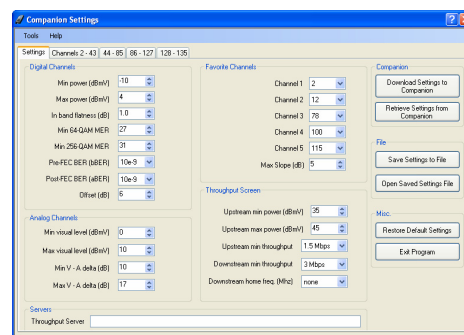 Companion Settings
Tools Help
Settings Channels 2 - 43 44 - 85 86 - 127 128 - 135
Digital Channels
Min power (dBmV) -10
Max power (dBmV) 4
In band flatness (dB) 1.0
Min 64-QAM MER 27
Min 256-QAM MER 31
Pre-FEC BER (bBER) 10e-9
Post-FEC BER (aBER) 10e-9
Offset (dB) 6
Analog Channels
Min visual level (dBmV) 0
Max visual level (dBmV) 10
Min V - A delta (dB) 10
Max V - A delta (dB) 17
Favorite Channels
Channel 1 2
Channel 2 12
Channel 3 78
Channel 4 100
Channel 5 115
Max Slope (dB) 5
Throughput Screen
Upstream min power (dBmV) 35
Upstream max power (dBmV) 45
Upstream min throughput 1.5 Mbps
Downstream min throughput 3 Mbps
Downstream home freq. (Mhz) none
Companion
Download Settings to
Companion
Retrieve Settings from
Companion
File
Save Settings to File
Open Saved Settings File
Misc.
Restore Default Settings
Exit Program
Servers
Throughput Server